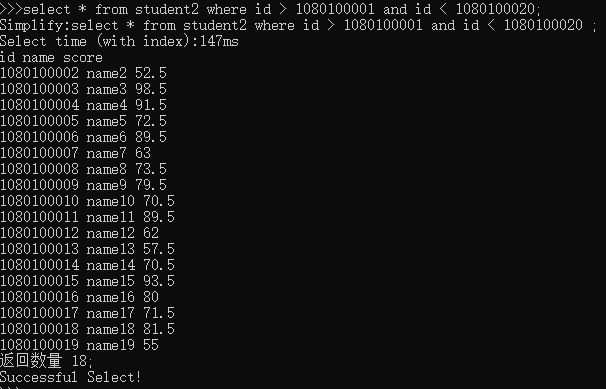 >>>select * from student2 where id > 1080100001 and id < 1080100020;
Simplify:select * from student2 where id > 1080100001 and id < 1080100020 ;
Select time (with index):147ms
id name score
1080100002 name2 52.5
1080100003 name3 98.5
1080100004 name4 91.5
1080100005 name5 72.5
1080100006 name6 89.5
1080100007 name7 63
1080100008 name8 73.5
1080100009 name9 79.5
1080100010 name10 70.5
1080100011 name11 89.5
1080100012 name12 62
1080100013 name13 57.5
1080100014 name14 70.5
1080100015 name15 93.5
1080100016 name16 80
1080100017 name17 71.5
1080100018 name18 81.5
1080100019 name19 55
返回数量 18;
Successful Select!
>>>